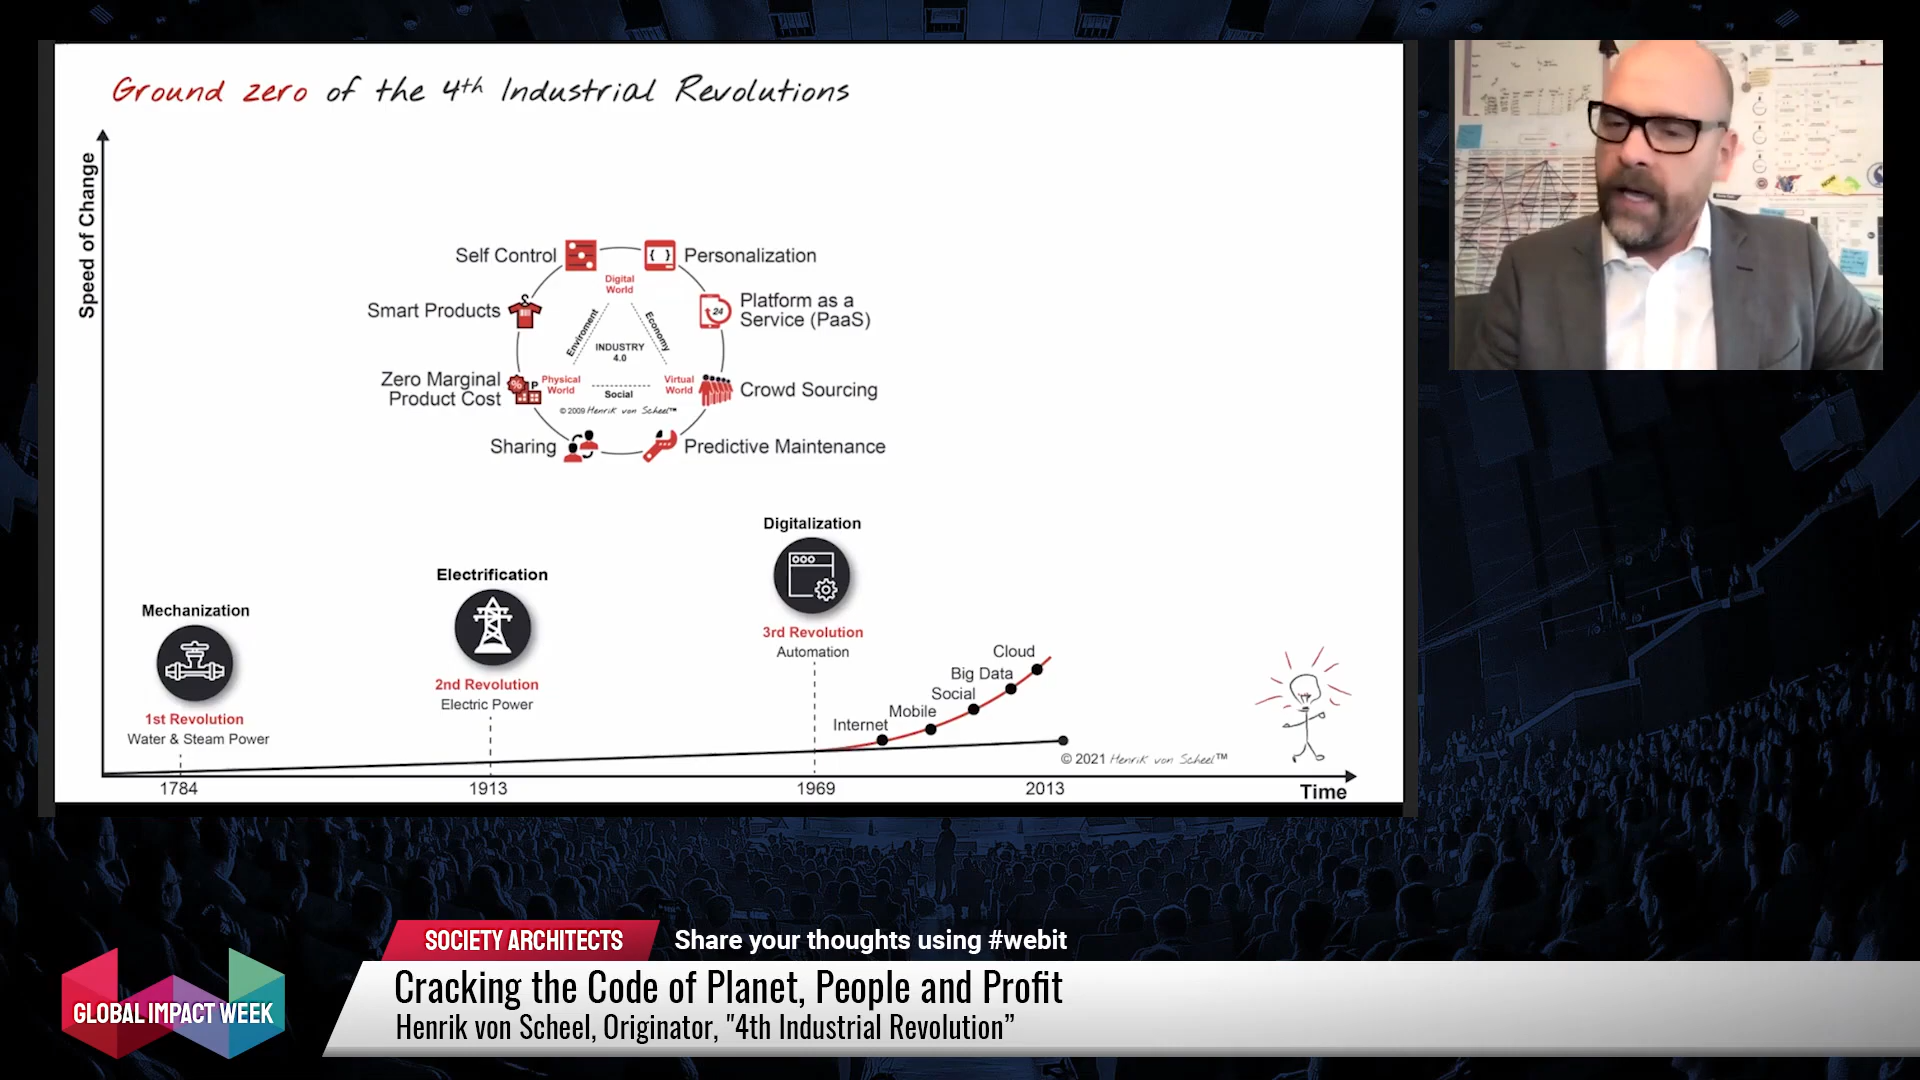 Ground zero of the 4th Industrial Revolutions
Speed of Change
Self Control
Personalization
Digital
World
Smart Products
Platform as a
Service (PaaS)
24
Enviroment
Economy
INDUSTRY
4.0
Zero Marginal
Product Cost
%
P
Physical
World
Virtual
World
Social
Crowd Sourcing
© 2009 Henrik von Scheel™
Sharing
Predictive Maintenance
Digitalization
3rd Revolution
Automation
Electrification
2nd Revolution
Electric Power
Mechanization
1st Revolution
Water & Steam Power
Cloud
Big Data
Social
Mobile
Internet
© 2021 Henrik von Scheel™
1784
1913
1969
2013
Time
SOCIETY ARCHITECTS
Share your thoughts using #webit
Cracking the Code of Planet, People and Profit
Henrik von Scheel, Originator, "4th Industrial Revolution”
GLOBAL IMPACT WEEK